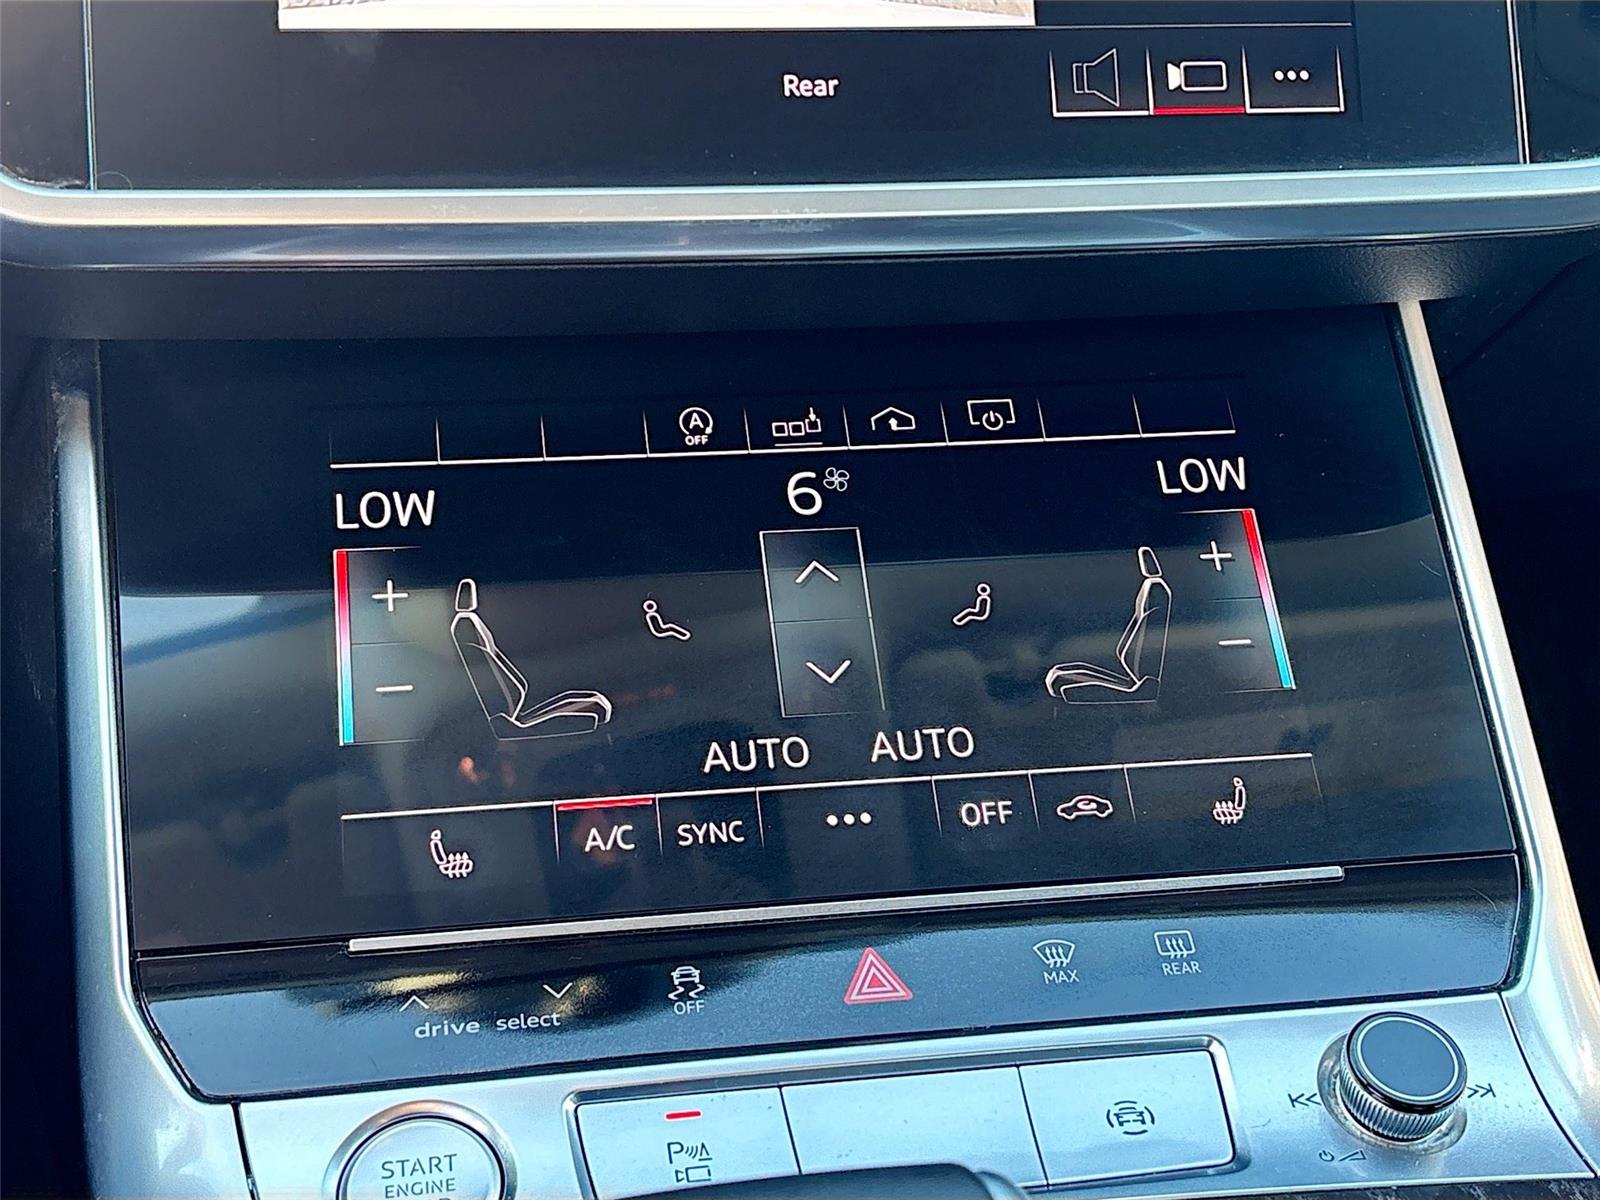 Rear
A
OFF
LOW
6
LOW
AUTO AUTO
A/C SYNC OFF
drive select
OFF
MAX
REAR
START
ENGINE
P